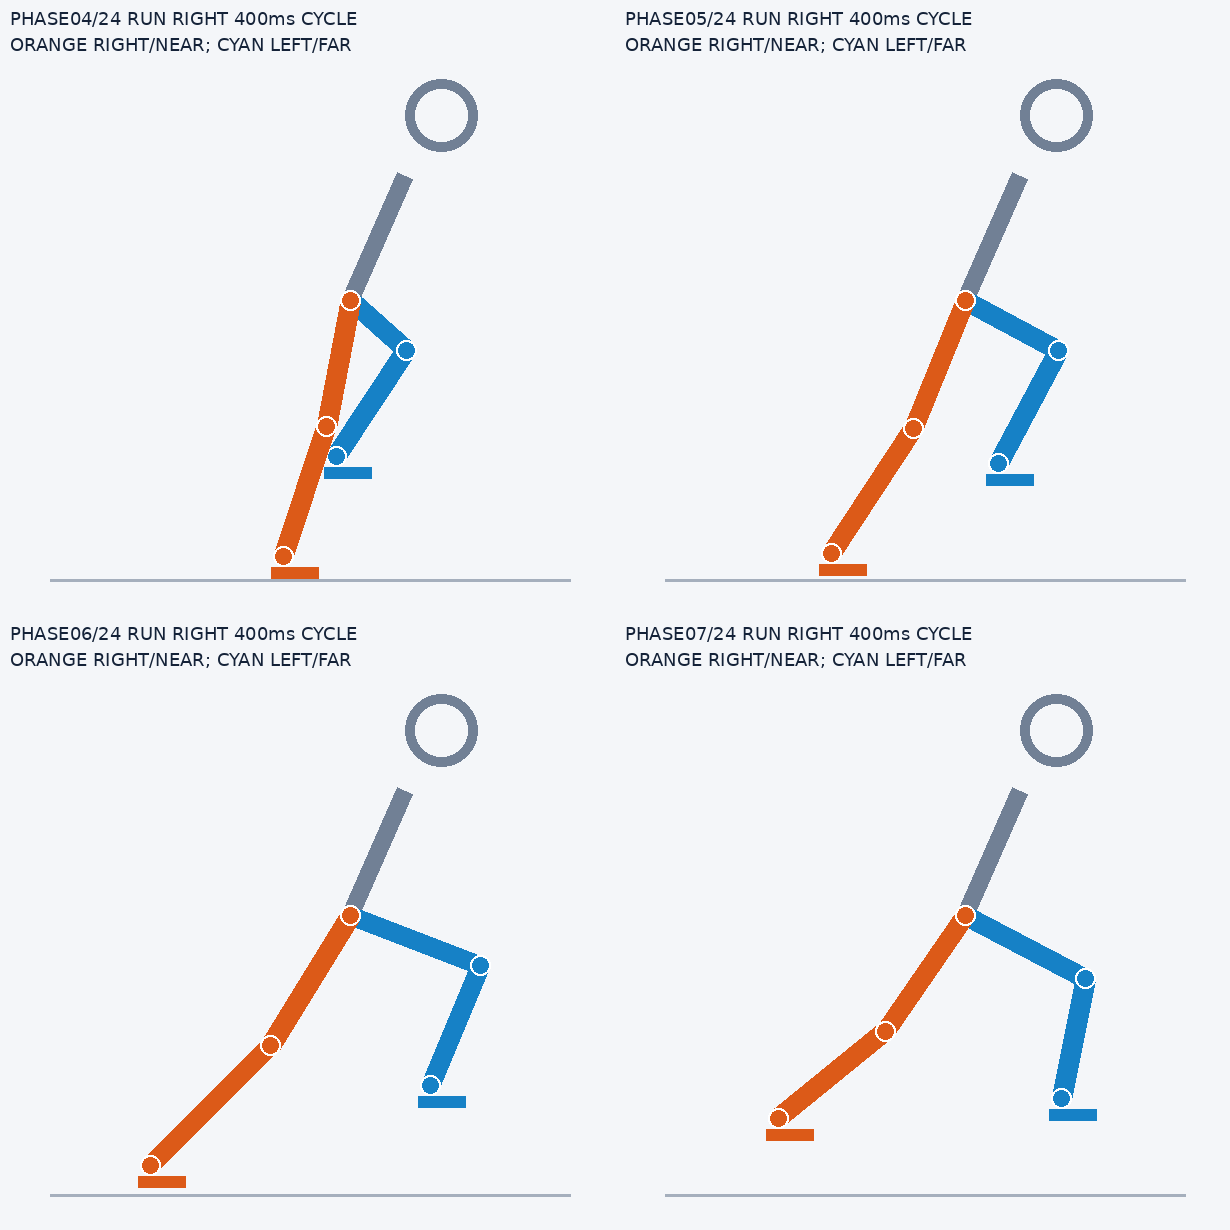 PHASE04/24 RUN RIGHT 400ms CYCLE
ORANGE RIGHT/NEAR; CYAN LEFT/FAR
PHASE05/24 RUN RIGHT 400ms CYCLE
ORANGE RIGHT/NEAR; CYAN LEFT/FAR
PHASE06/24 RUN RIGHT 400ms CYCLE
ORANGE RIGHT/NEAR; CYAN LEFT/FAR
PHASE07/24 RUN RIGHT 400ms CYCLE
ORANGE RIGHT/NEAR; CYAN LEFT/FAR